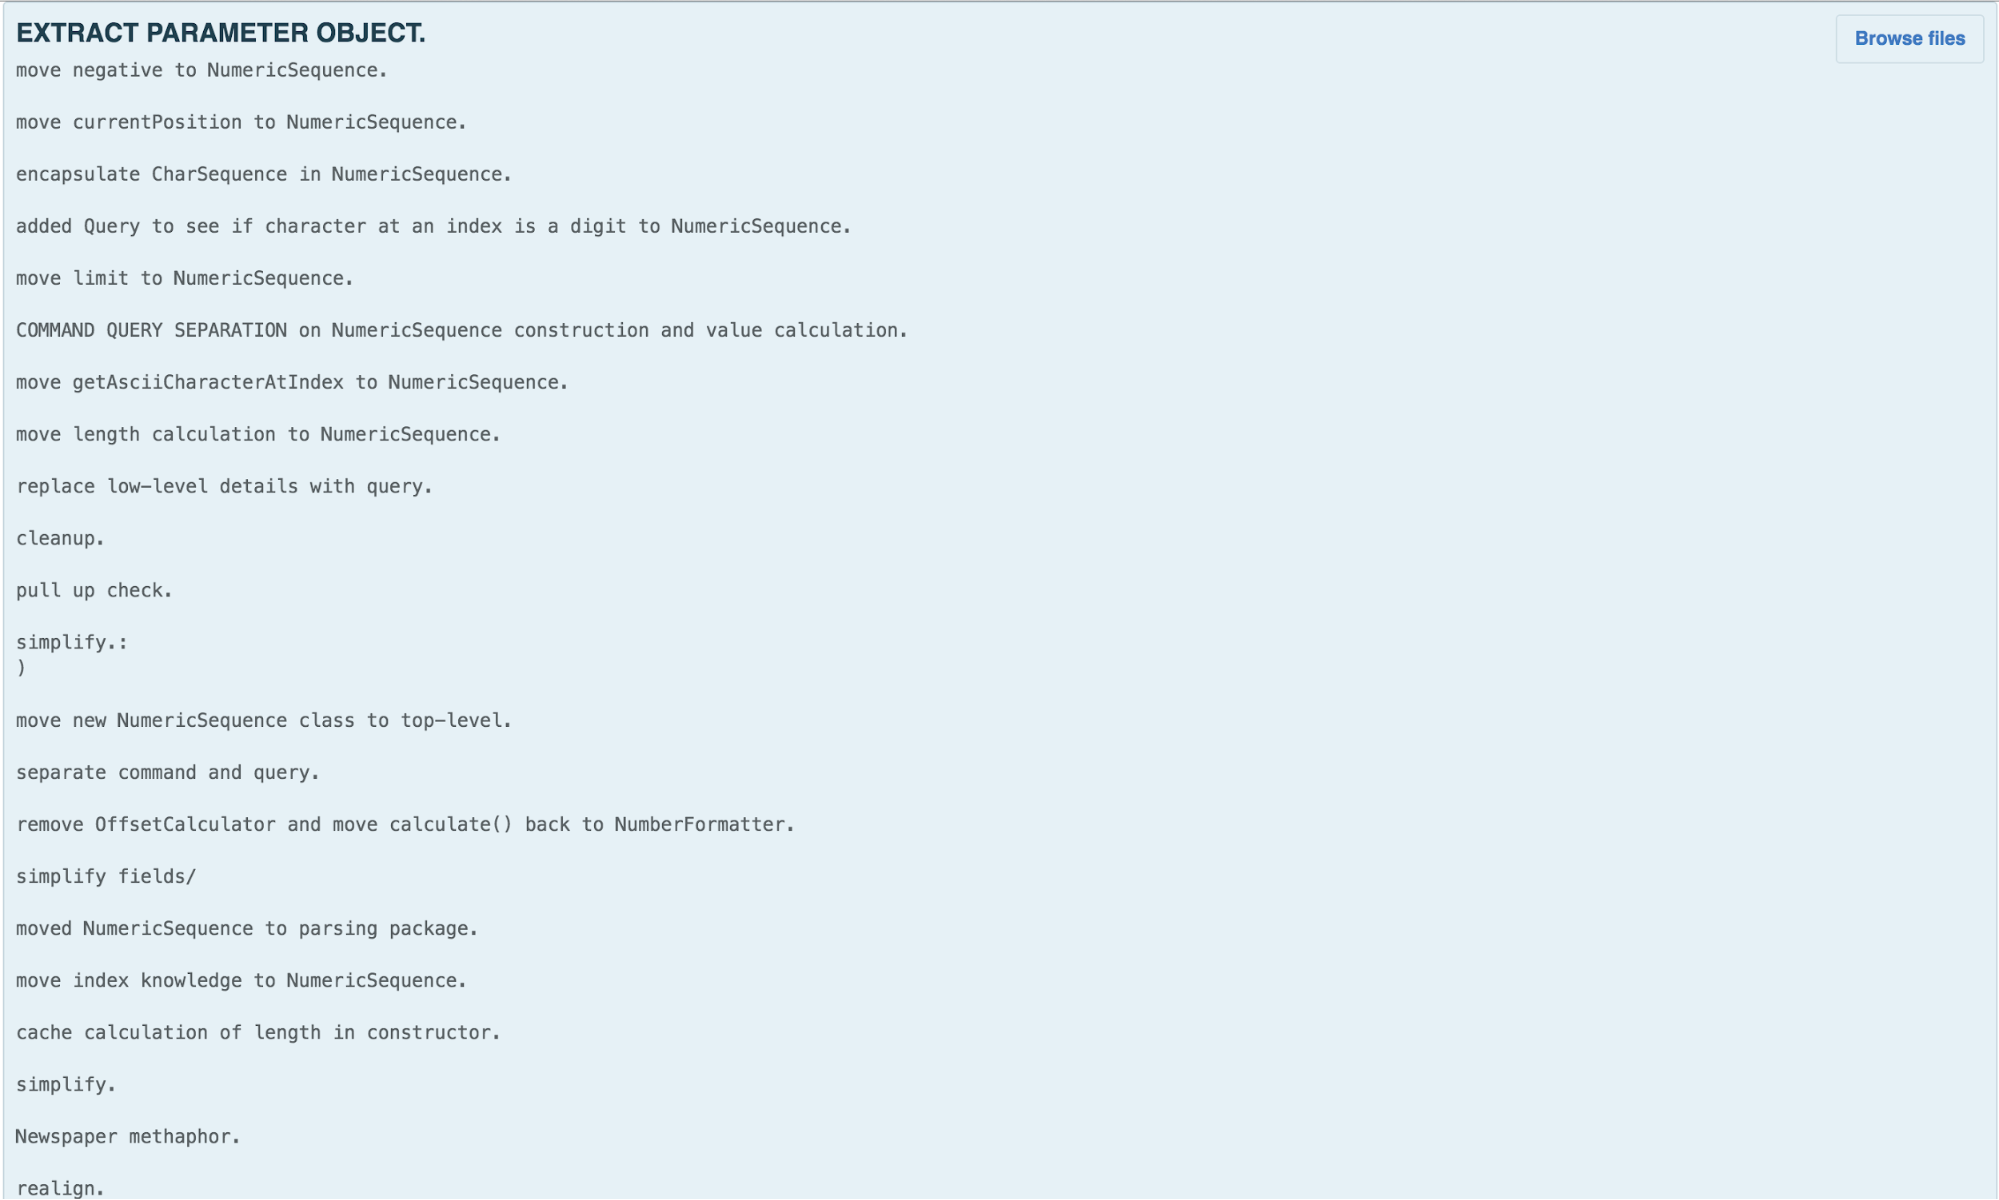 EXTRACT PARAMETER OBJECT.
Browse files
move negative to NumericSequence.
move currentPosition to NumericSequence.
encapsulate CharSequence in NumericSequence.
added Query to see if character at an index is a digit to NumericSequence.
move limit to NumericSequence.
COMMAND QUERY SEPARATION on NumericSequence construction and value calculation.
move getAsciiCharacterAtIndex to NumericSequence.
move length calculation to NumericSequence.
replace low-level details with query.
cleanup.
pull up check.
simplify.:
)
move new NumericSequence class to top-level.
separate command and query.
remove OffsetCalculator and move calculate() back to NumberFormatter.
simplify fields/
moved NumericSequence to parsing package.
move index knowledge to NumericSequence.
cache calculation of length in constructor.
simplify.
Newspaper methaphor.
realign.